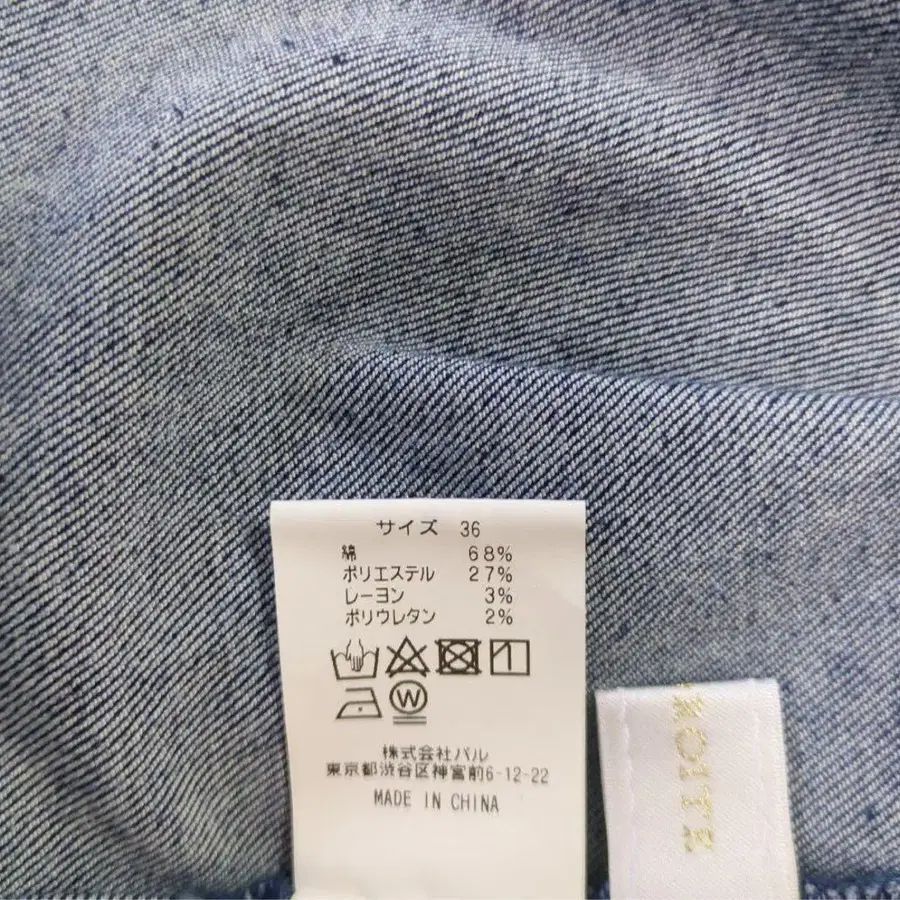 サイズ 36
綿 68%
ポリエステル 27%
レーヨン 3%
ポリウレタン 2%
W
株式会社パル
東京都渋谷区神宮前6-12-22
MADE IN CHINA